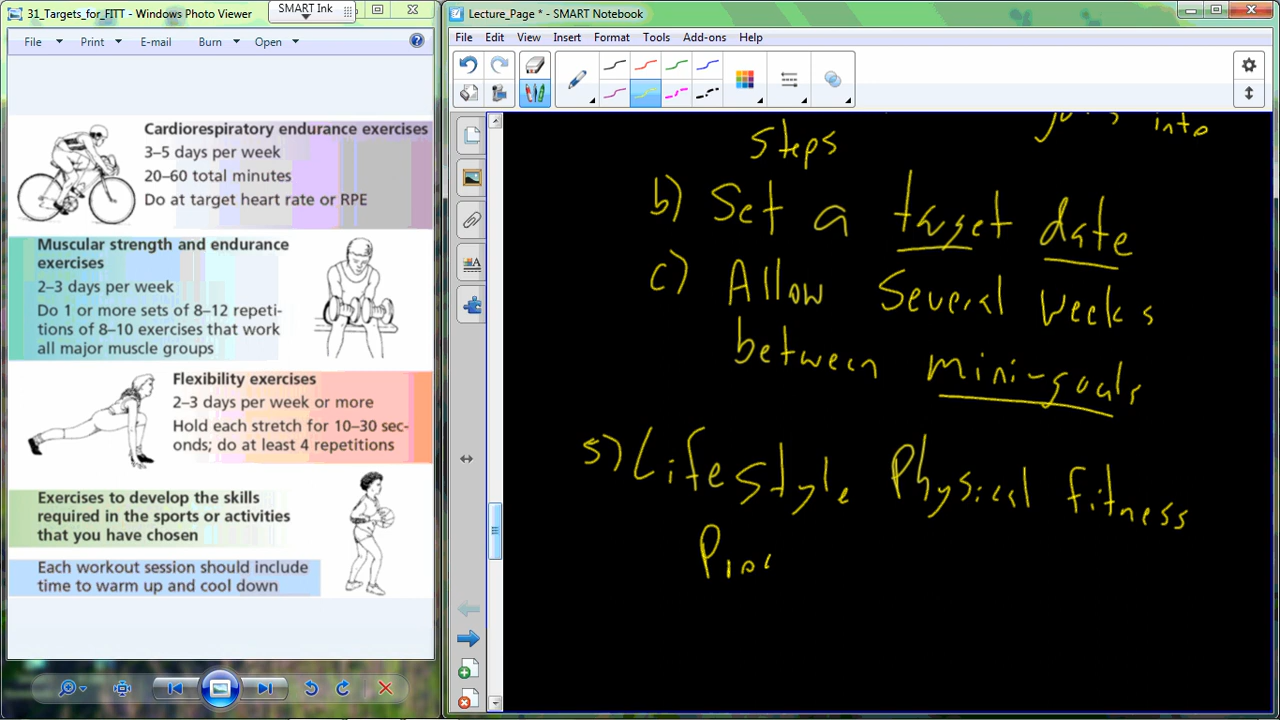 31_Targets_for_FITT - Windows Photo Viewer
SMART Ink
File Print E-mail Burn Open
Cardiorespiratory endurance exercises
3–5 days per week
20–60 total minutes
Do at target heart rate or RPE
Muscular strength and endurance
exercises
2–3 days per week
Do 1 or more sets of 8–12 repeti-
tions of 8–10 exercises that work
all major muscle groups
Flexibility exercises
2–3 days per week or more
Hold each stretch for 10–30 sec-
onds; do at least 4 repetitions
Exercises to develop the skills
required in the sports or activities
that you have chosen
Each workout session should include
time to warm up and cool down
Lecture_Page * - SMART Notebook
File Edit View Insert Format Tools Add-ons Help
into
steps
b) Set a target date
c) Allow several weeks
between mini-goals
5) Lifestyle Physical fitness